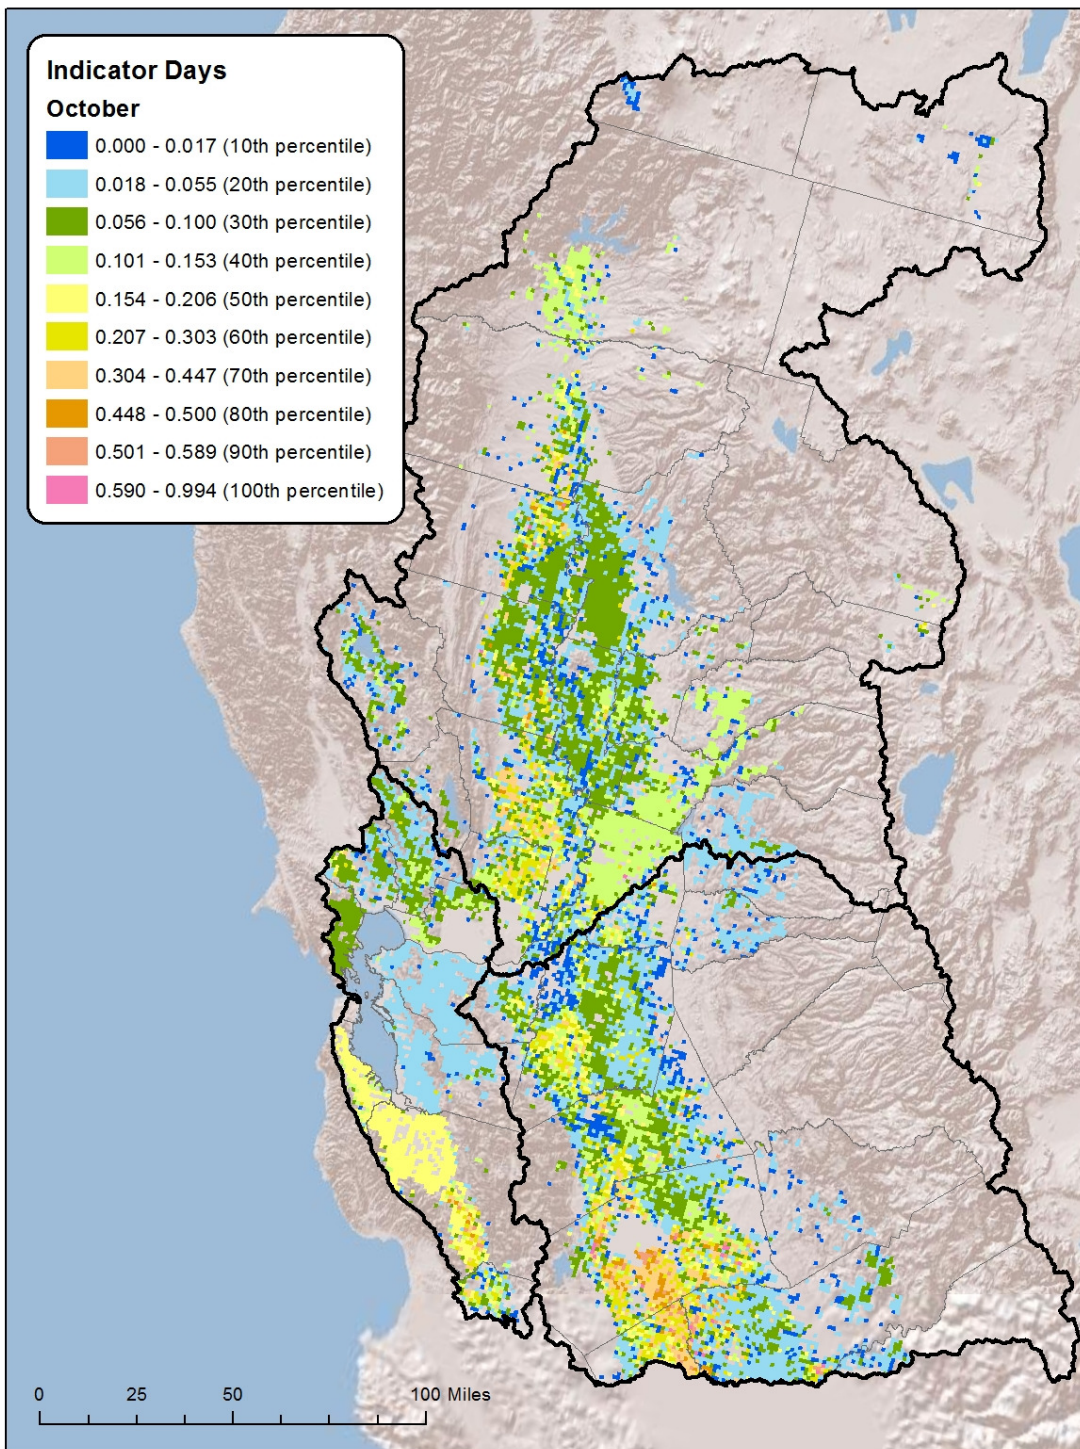 Indicator Days
October
0.000 - 0.017 (10th percentile)
0.018 - 0.055 (20th percentile)
0.056 - 0.100 (30th percentile)
0.101 - 0.153 (40th percentile)
0.154 - 0.206 (50th percentile)
0.207 - 0.303 (60th percentile)
0.304 - 0.447 (70th percentile)
0.448 - 0.500 (80th percentile)
0.501 - 0.589 (90th percentile)
0.590 - 0.994 (100th percentile)
0 25 50 100 Miles